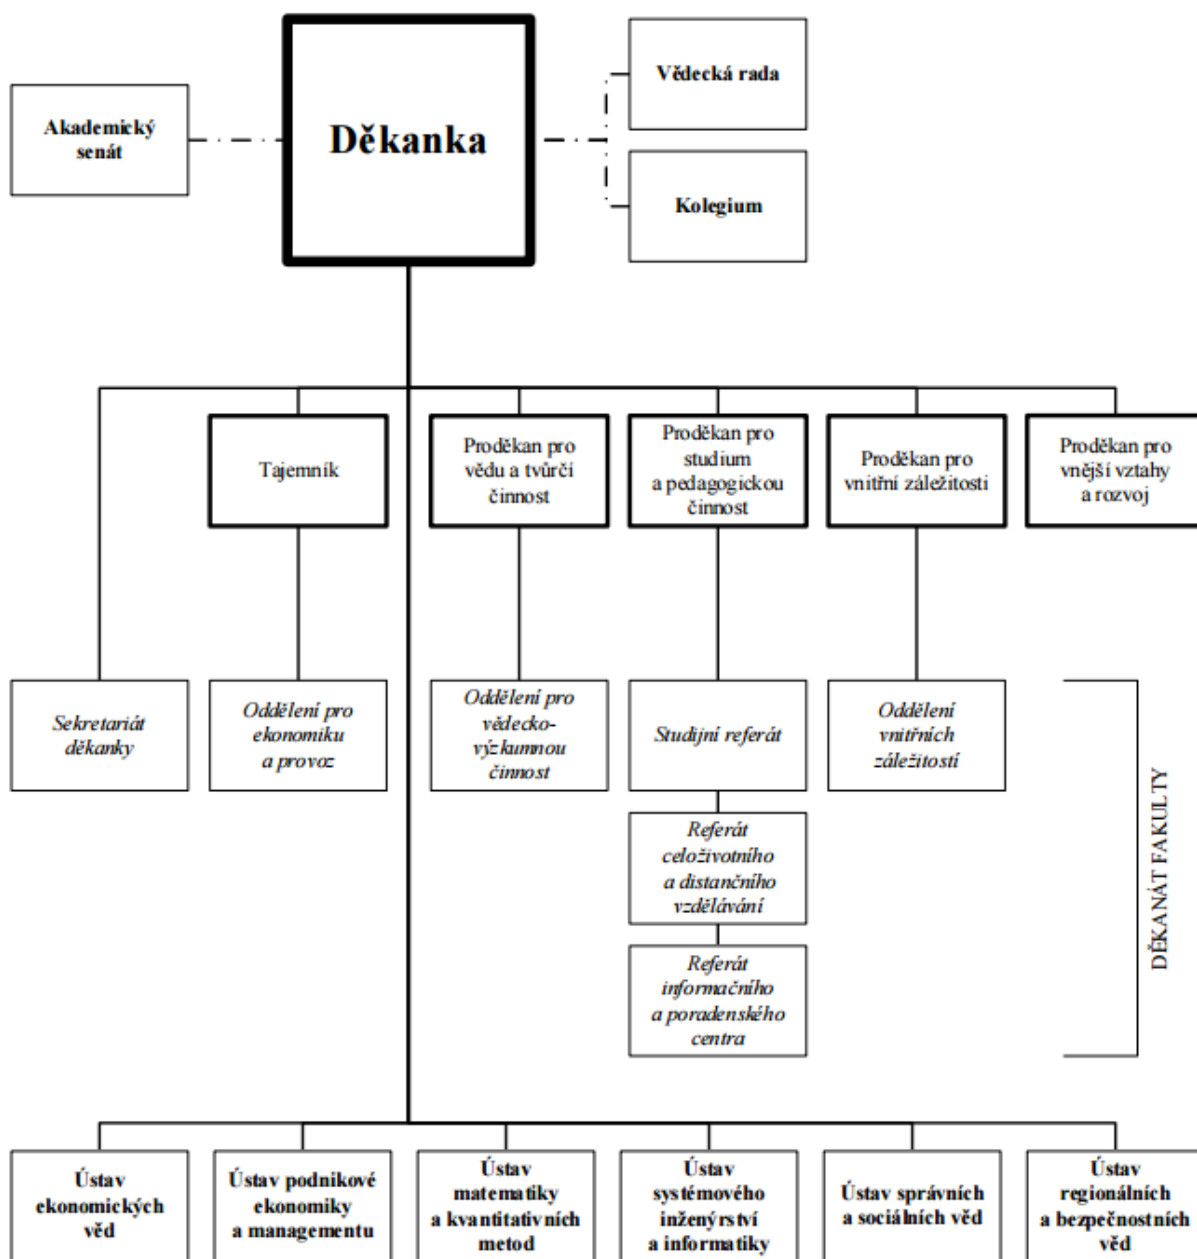 Akademický
senát
Děkanka
Vědecká rada
Kolegium
Tajemník
Proděkan pro
vědu a tvůrčí
činnost
Proděkan pro
studium
a pedagogickou
činnost
Proděkan pro
vnitřní záležitosti
Proděkan pro
vnější vztahy
a rozvoj
Sekretariát
děkanky
Oddělení pro
ekonomiku
a provoz
Oddělení pro
vědecko-
výzkumnou
činnost
Studijní referát
Oddělení
vnitřních
záležitostí
Referát
celoživotního
a distančního
vzdělávání
Referát
informačního
a poradenského
centra
DĚKANÁT FAKULTY
Ústav
ekonomických
věd
Ústav podnikové
ekonomiky
a managementu
Ústav
matematiky
a kvantitativních
metod
Ústav
systémového
inženýrství
a informatiky
Ústav správních
a sociálních věd
Ústav
regionálních
a bezpečnostních
věd